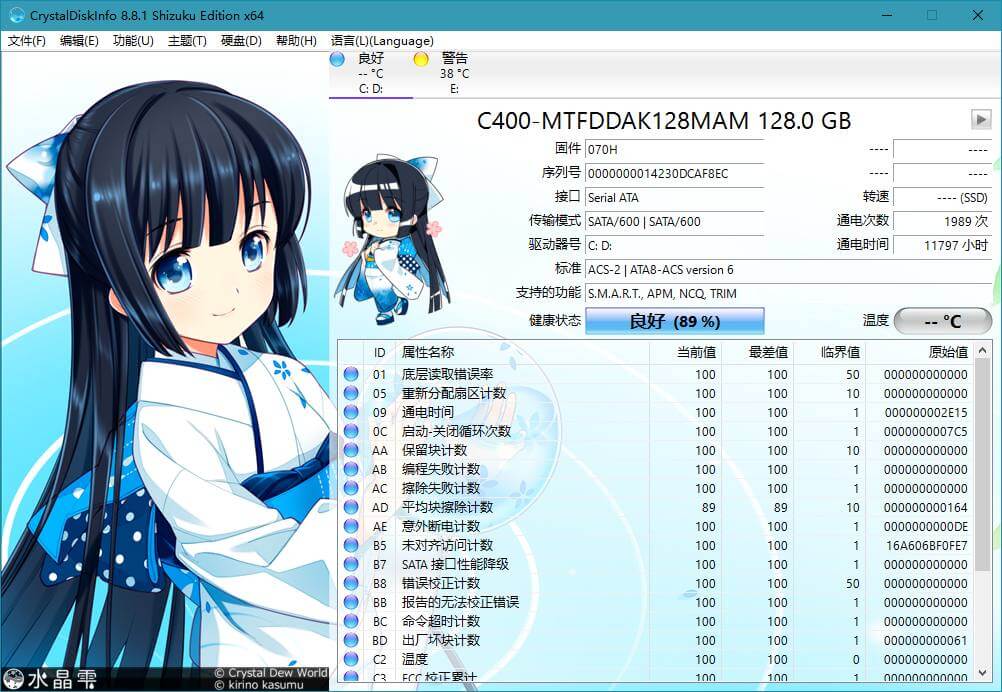 CrystalDiskInfo 8.8.1 Shizuku Edition x64
文件(F) 编辑(E) 功能(U) 主题(T) 硬盘(D) 帮助(H) 语言(L)(Language)
良好 警告
-- °C 38 °C
C: D: E:
C400-MTFDDAK128MAM 128.0 GB
固件 070H ---- ----
序列号 0000000014230DCAF8EC ---- ----
接口 Serial ATA 转速 ---- (SSD)
传输模式 SATA/600 | SATA/600 通电次数 1989 次
驱动器号 C: D: 通电时间 11797 小时
标准 ACS-2 | ATA8-ACS version 6
支持的功能 S.M.A.R.T., APM, NCQ, TRIM
健康状态 良好 (89 %) 温度 -- °C
ID 属性名称 当前值 最差值 临界值 原始值
01 底层读取错误率 100 100 50 000000000000
05 重新分配扇区计数 100 100 10 000000000000
09 通电时间 100 100 1 000000002E15
0C 启动-关闭循环次数 100 100 1 0000000007C5
AA 保留块计数 100 100 10 000000000000
AB 编程失败计数 100 100 1 000000000000
AC 擦除失败计数 100 100 1 000000000000
AD 平均块擦除计数 89 89 10 000000000164
AE 意外断电计数 100 100 1 0000000000DE
B5 未对齐访问计数 100 100 1 16A606BF0FE7
B7 SATA 接口性能降级 100 100 1 000000000000
B8 错误校正计数 100 100 50 000000000000
BB 报告的无法校正错误 100 100 1 000000000000
BC 命令超时计数 100 100 1 000000000000
BD 出厂坏块计数 100 100 1 000000000061
C2 温度 100 100 0 000000000000
C3 ECC 校正累计 100 100 1 000000000000
水晶雫
© Crystal Dew World
© kirino kasumu